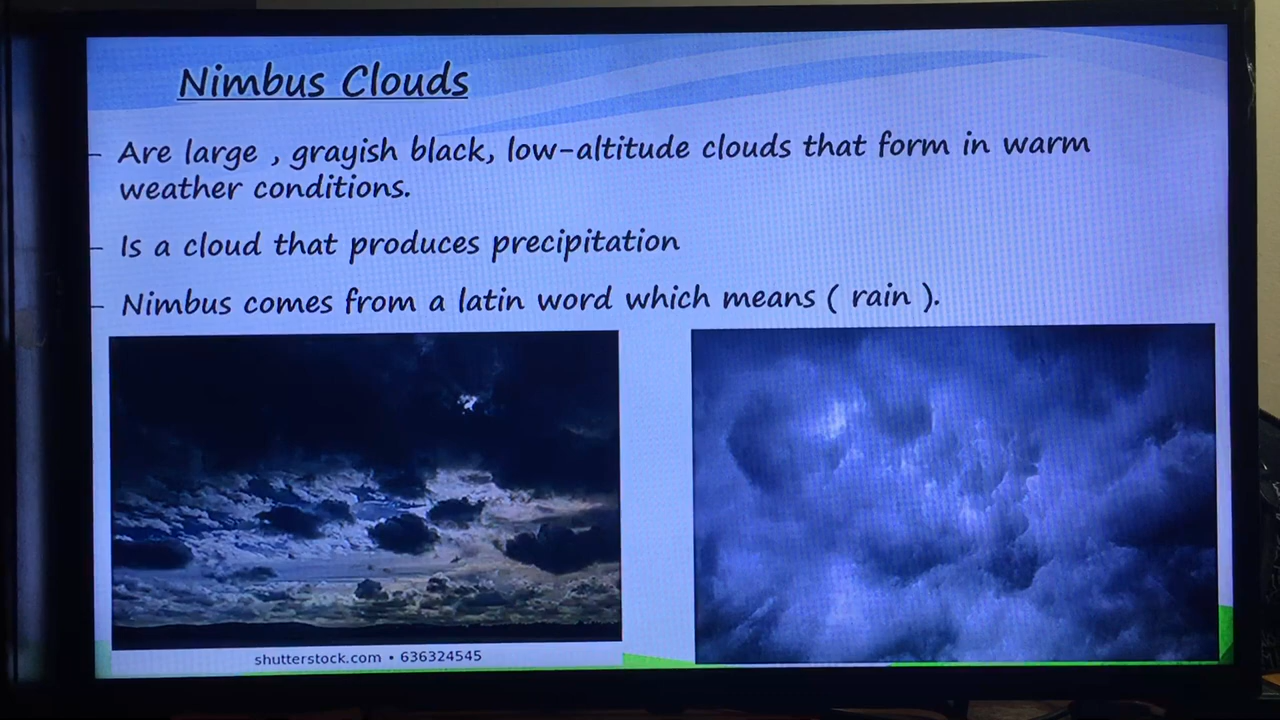 Nimbus Clouds
– Are large , grayish black, low-altitude clouds that form in warm
weather conditions.
– Is a cloud that produces precipitation
– Nimbus comes from a latin word which means ( rain ).
shutterstock.com • 636324545